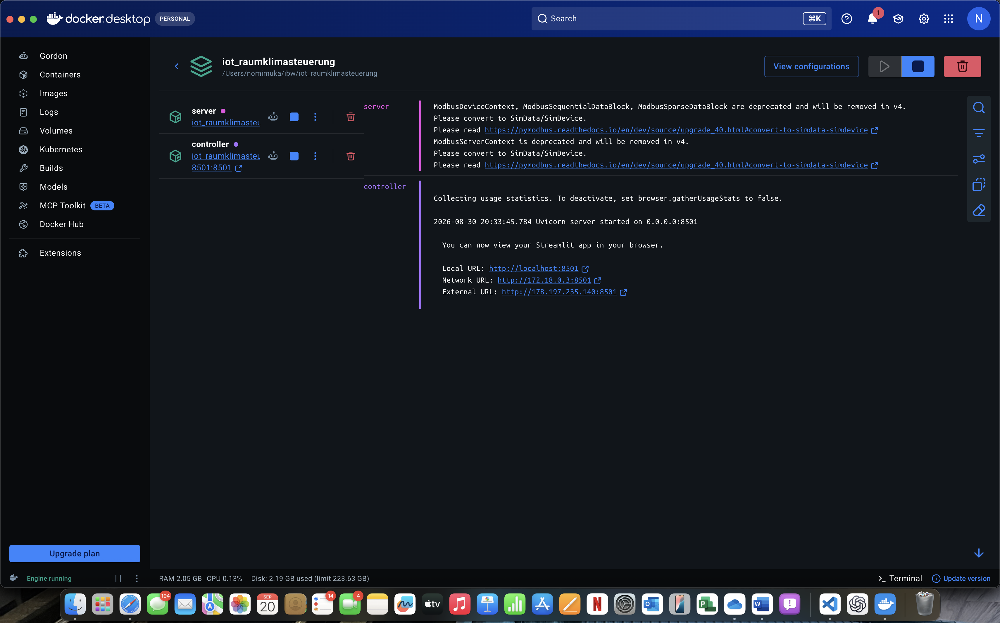 docker.desktop
PERSONAL
Search
⌘K
1
N
Gordon
Containers
Images
Logs
Volumes
Kubernetes
Builds
Models
MCP Toolkit BETA
Docker Hub
Extensions
Upgrade plan
iot_raumklimasteuerung
/Users/nomimuka/ibw/iot_raumklimasteuerung
View configurations
server
iot_raumklimasteu
controller
iot_raumklimasteu
8501:8501
server
ModbusDeviceContext, ModbusSequentialDataBlock, ModbusSparseDataBlock are deprecated and will be removed in v4.
Please convert to SimData/SimDevice.
Please read https://pymodbus.readthedocs.io/en/dev/source/upgrade_40.html#convert-to-simdata-simdevice
ModbusServerContext is deprecated and will be removed in v4.
Please convert to SimData/SimDevice.
Please read https://pymodbus.readthedocs.io/en/dev/source/upgrade_40.html#convert-to-simdata-simdevice
controller
Collecting usage statistics. To deactivate, set browser.gatherUsageStats to false.
2026-08-30 20:33:45.784 Uvicorn server started on 0.0.0.0:8501
You can now view your Streamlit app in your browser.
Local URL: http://localhost:8501
Network URL: http://172.18.0.3:8501
External URL: http://178.197.235.140:8501
Engine running
RAM 2.05 GB CPU 0.13% Disk: 2.19 GB used (limit 223.63 GB)
Terminal
Update version
194
SEP
20
14
4
tv
N
O
P
W